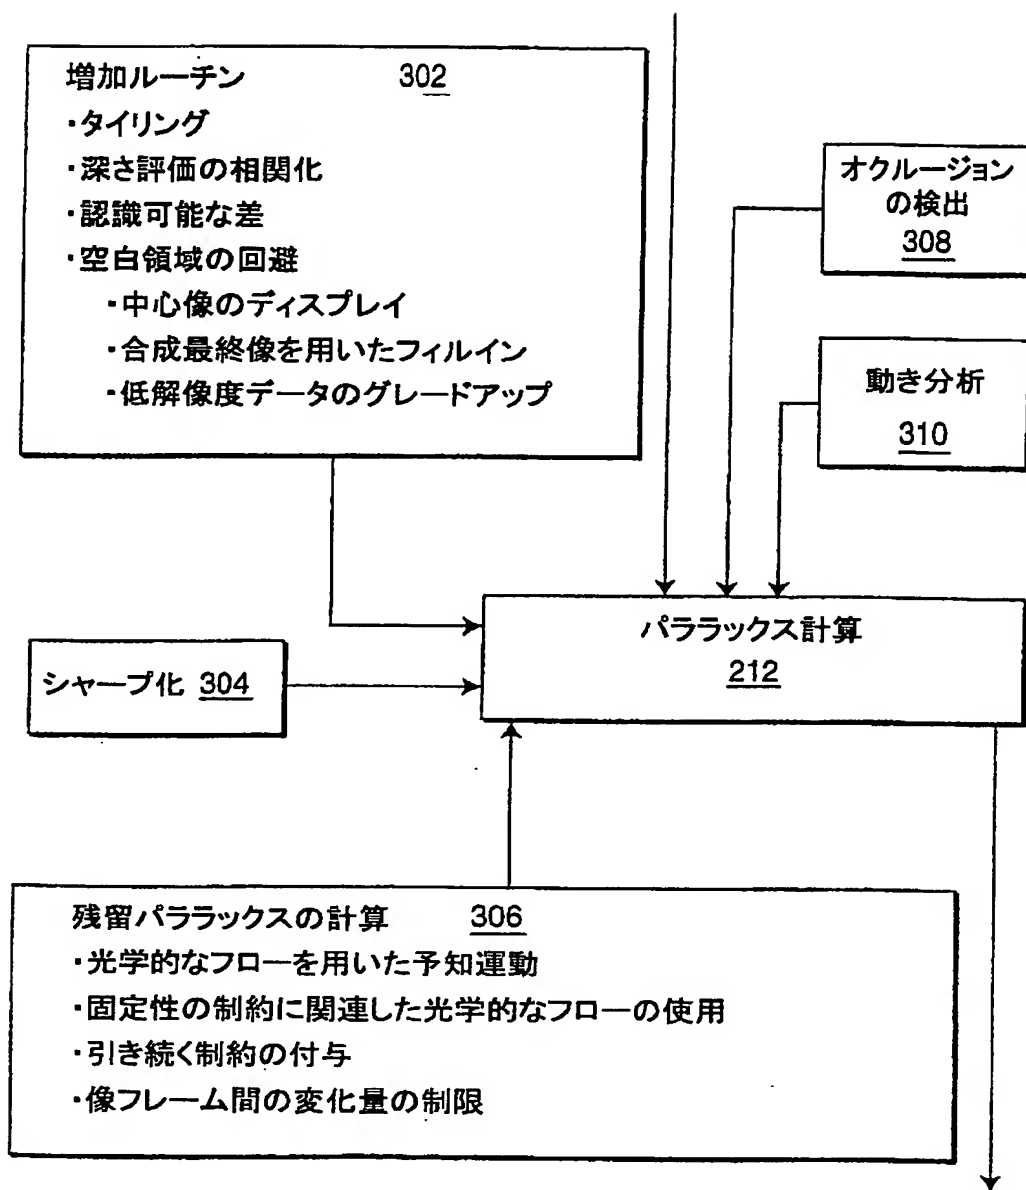 増加ルーチン 302
・タイリング
・深さ評価の相関化
・認識可能な差
・空白領域の回避
・中心像のディスプレイ
・合成最終像を用いたフィルイン
・低解像度データのグレードアップ
オクルージョン
の検出
308
動き分析
310
パララックス計算
212
シャープ化 304
残留パララックスの計算 306
・光学的なフローを用いた予知運動
・固定性の制約に関連した光学的なフローの使用
・引き続く制約の付与
・像フレーム間の変化量の制限